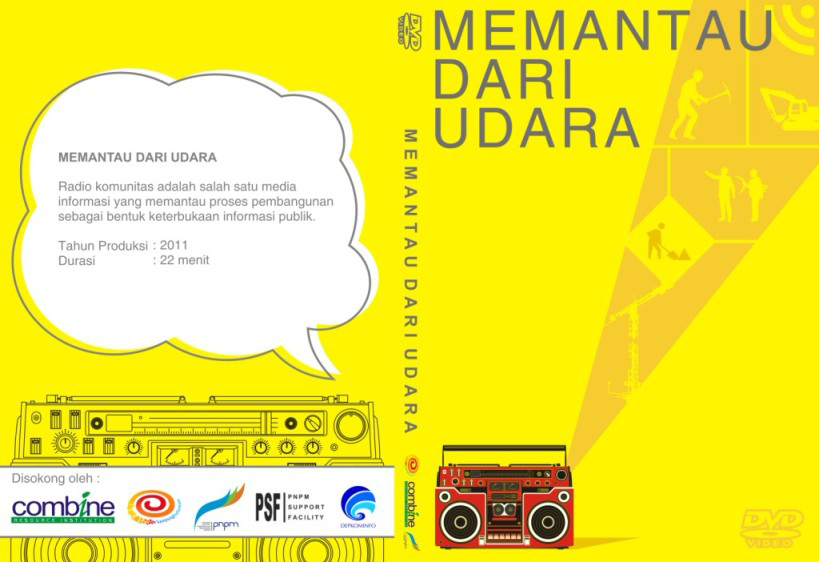 MEMANTAU DARI UDARA
Radio komunitas adalah salah satu media
informasi yang memantau proses pembangunan
sebagai bentuk keterbukaan informasi publik.
Tahun Produksi : 2011
Durasi : 22 menit
Disokong oleh :
combine
RESOURCE INSTITUTION
pnpm
PSF
PNPM
SUPPORT
FACILITY
DEPKOMINFO
DVD
VIDEO
MEMANTAU DARI UDARA
combine
MEMANTAU
DARI
UDARA
DVD
VIDEO